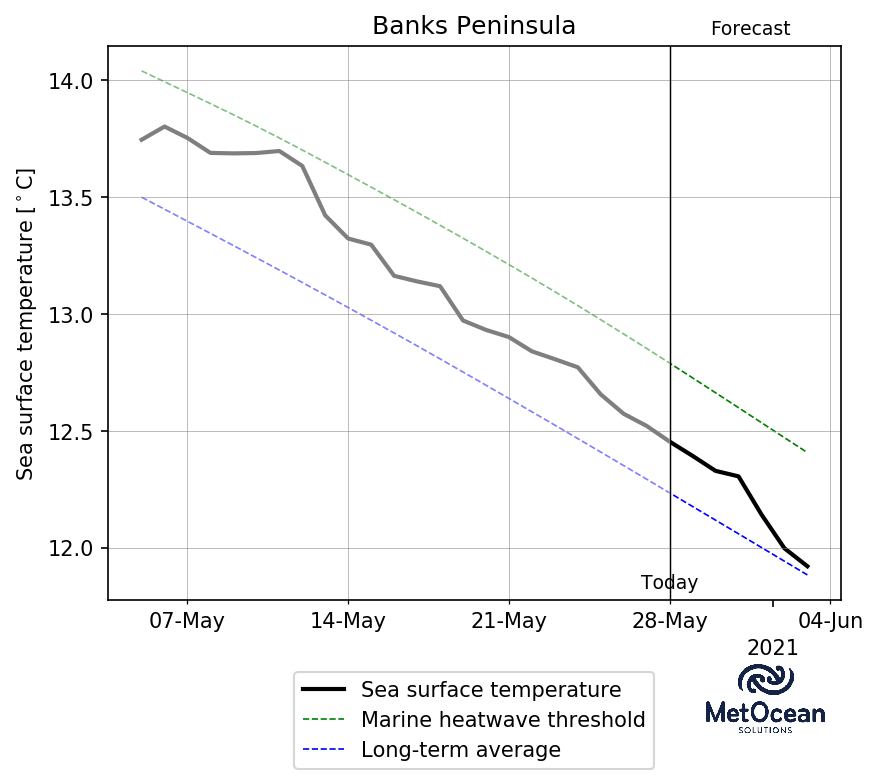 Banks Peninsula
Forecast
Sea surface temperature [°C]
14.0
13.5
13.0
12.5
12.0
Today
07-May
14-May
21-May
28-May
04-Jun
2021
Sea surface temperature
Marine heatwave threshold
Long-term average
MetOcean
SOLUTIONS